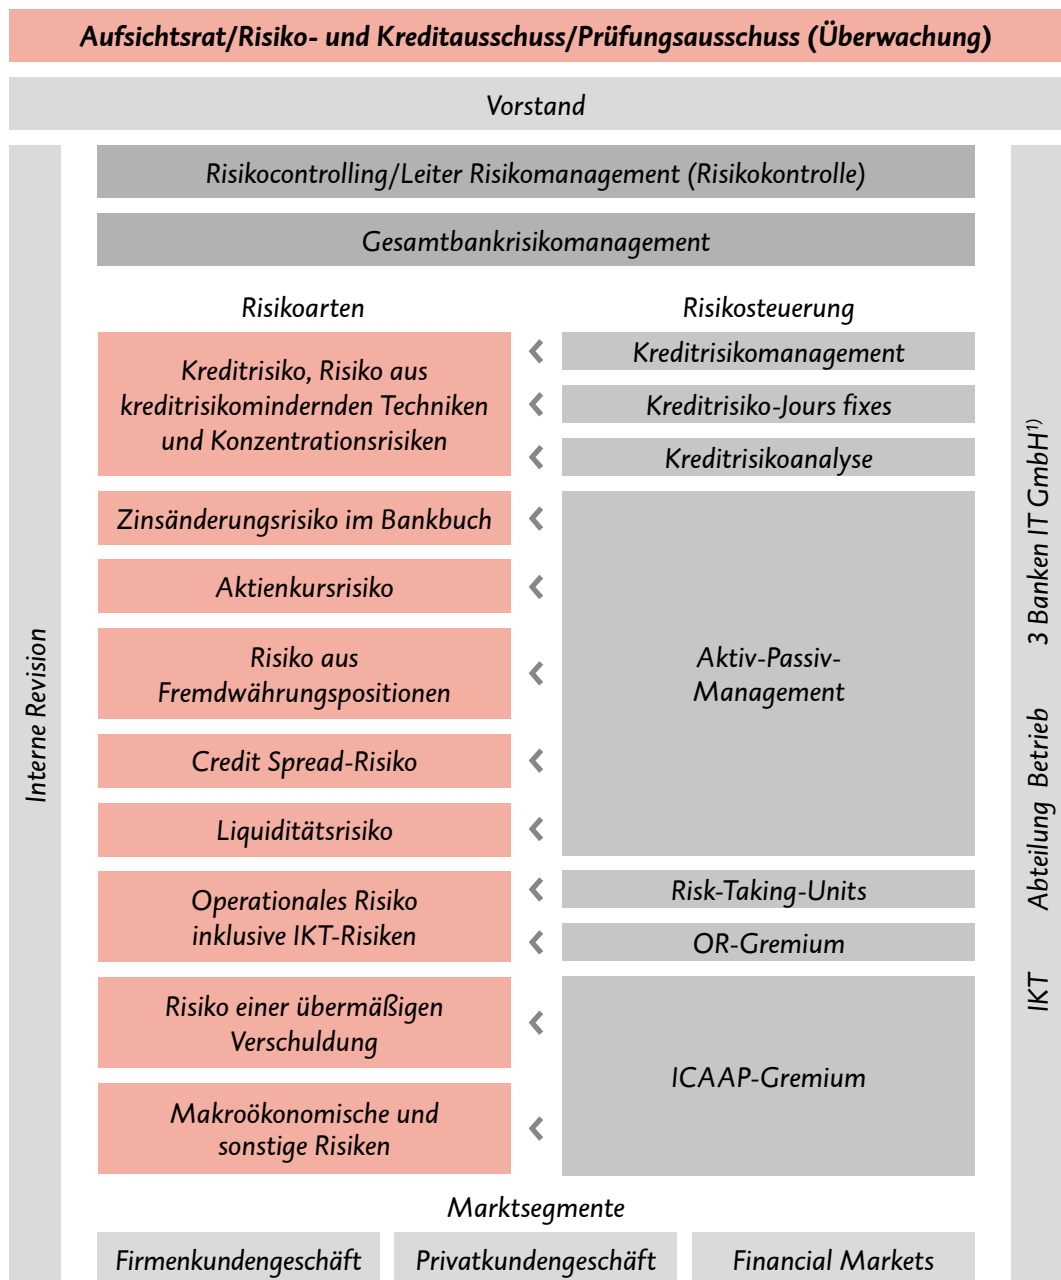 Aufsichtsrat/Risiko- und Kreditausschuss/Prüfungsausschuss (Überwachung)
Vorstand
Interne Revision
Risikocontrolling/Leiter Risikomanagement (Risikokontrolle)
Gesamtbankrisikomanagement
Risikoarten
Risikosteuerung
Kreditrisiko, Risiko aus
kreditrisikomindernden Techniken
und Konzentrationsrisiken
Kreditrisikomanagement
Kreditrisiko-Jours fixes
Kreditrisikoanalyse
Zinsänderungsrisiko im Bankbuch
Aktienkursrisiko
Risiko aus
Fremdwährungspositionen
Credit Spread-Risiko
Liquiditätsrisiko
Aktiv-Passiv-
Management
Operationales Risiko
inklusive IKT-Risiken
Risk-Taking-Units
OR-Gremium
Risiko einer übermäßigen
Verschuldung
Makroökonomische und
sonstige Risiken
ICAAP-Gremium
IKT Abteilung Betrieb 3 Banken IT GmbH¹⁾
Marktsegmente
Firmenkundengeschäft
Privatkundengeschäft
Financial Markets